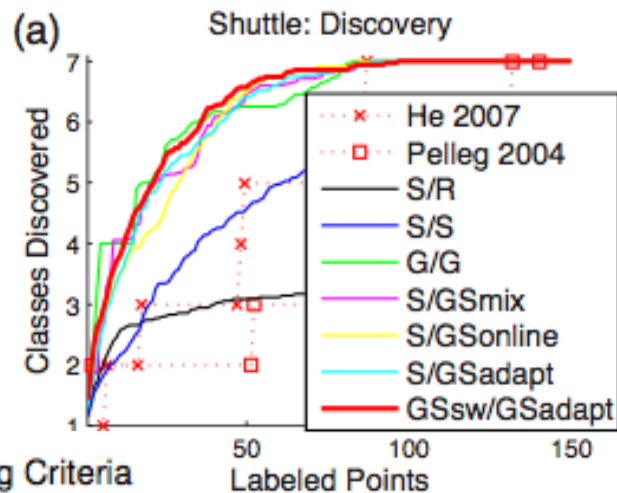 (a)
Shuttle: Discovery
Classes Discovered
7
6
5
4
3
2
1
He 2007
Pelleg 2004
S/R
S/S
G/G
S/GSmix
S/GSonline
S/GSadapt
GSsw/GSadapt
50
100
150
Labeled Points
g Criteria